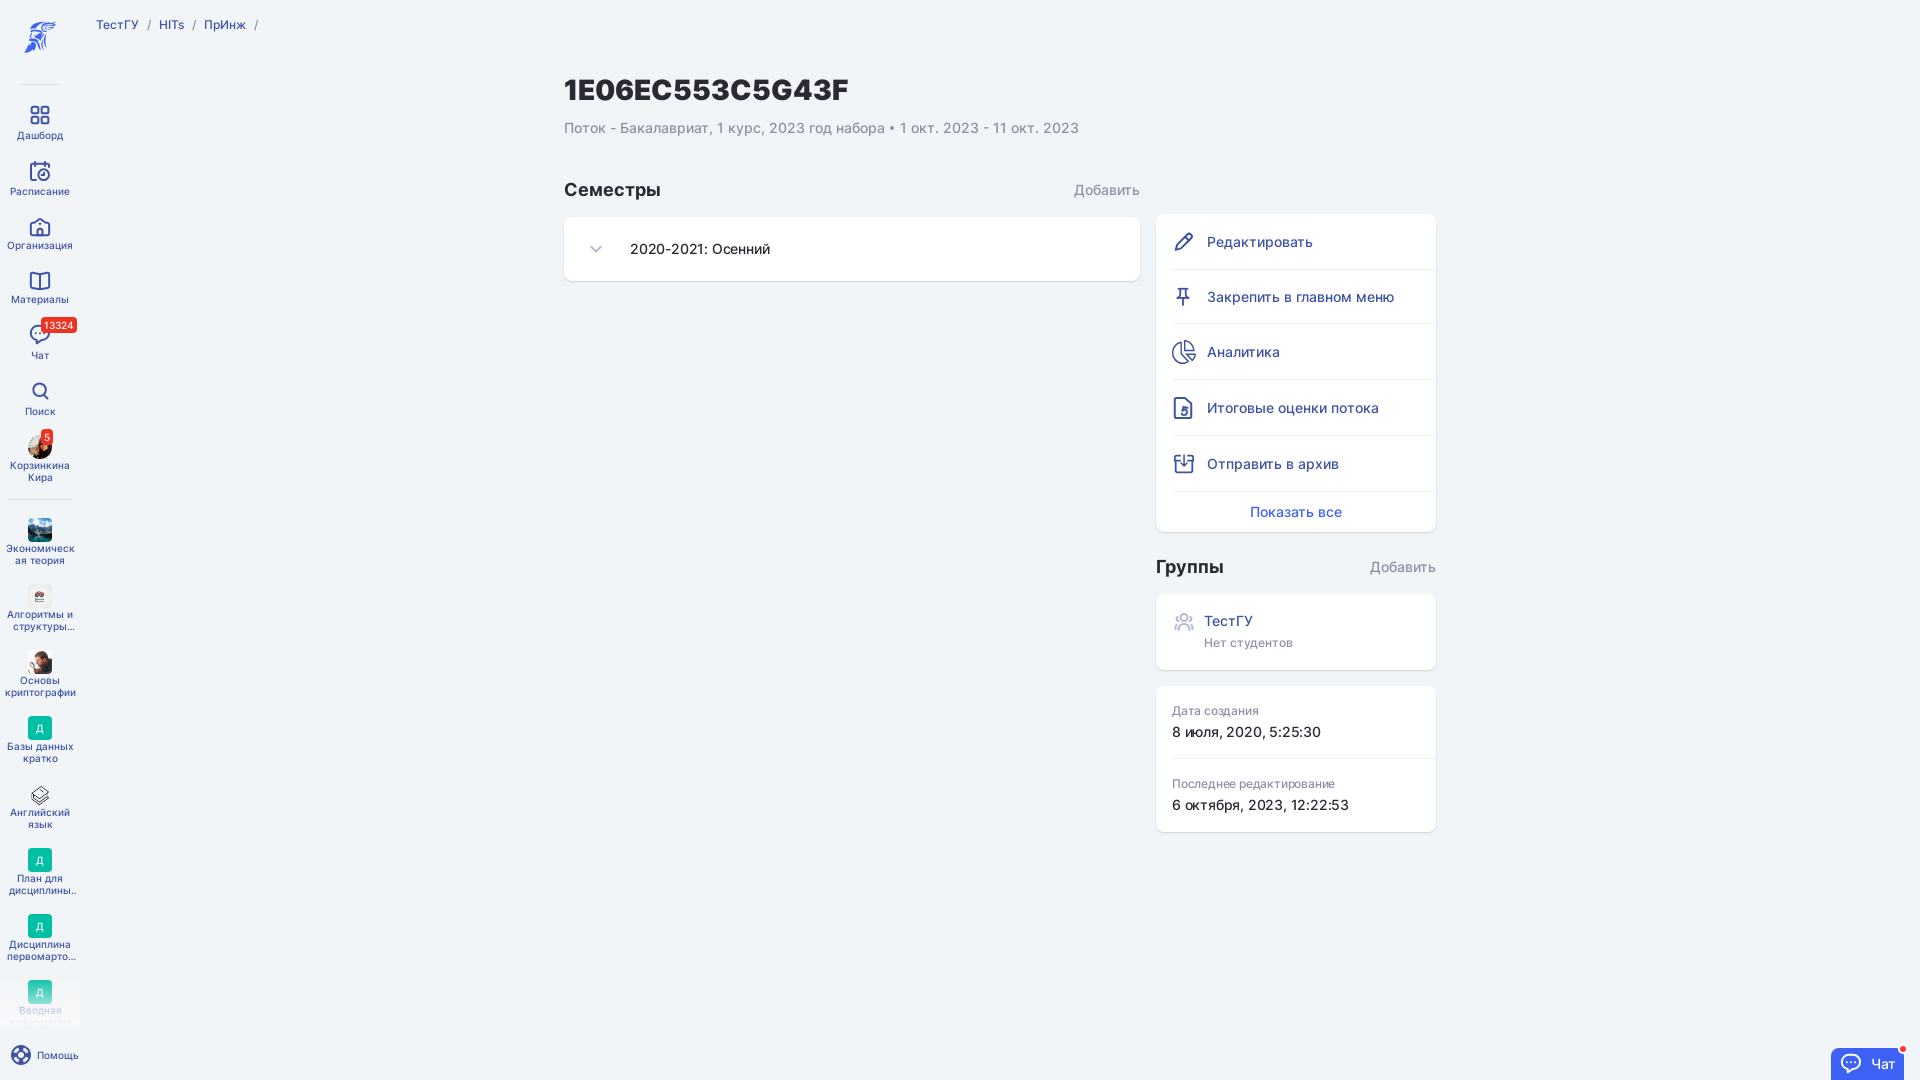 ТестГУ / HITs / ПрИнж /
1E06EC553C5G43F
Поток - Бакалавриат, 1 курс, 2023 год набора • 1 окт. 2023 - 11 окт. 2023
Дашборд
Расписание
Организация
Материалы
13324
Чат
Поиск
5
Корзинкина
Кира
Экономическ
ая теория
Алгоритмы и
структуры...
Основы
криптографии
Д
Базы данных
кратко
Английский
язык
Д
План для
дисциплины..
Д
Дисциплина
первомарто...
Д
Вводная
Помощь
Семестры
Добавить
2020-2021: Осенний
Редактировать
Закрепить в главном меню
Аналитика
5
Итоговые оценки потока
Отправить в архив
Показать все
Группы
Добавить
ТестГУ
Нет студентов
Дата создания
8 июля, 2020, 5:25:30
Последнее редактирование
6 октября, 2023, 12:22:53
Чат